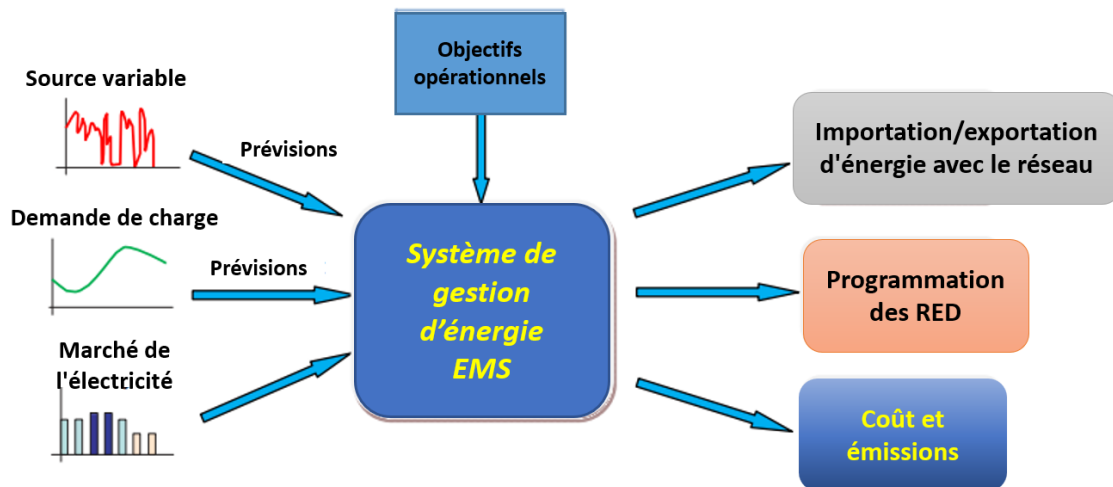 Source variable
Prévisions
Demande de charge
Prévisions
Marché de
l'électricité
Objectifs
opérationnels
Système de
gestion
d’énergie
EMS
Importation/exportation
d'énergie avec le réseau
Programmation
des RED
Coût et
émissions